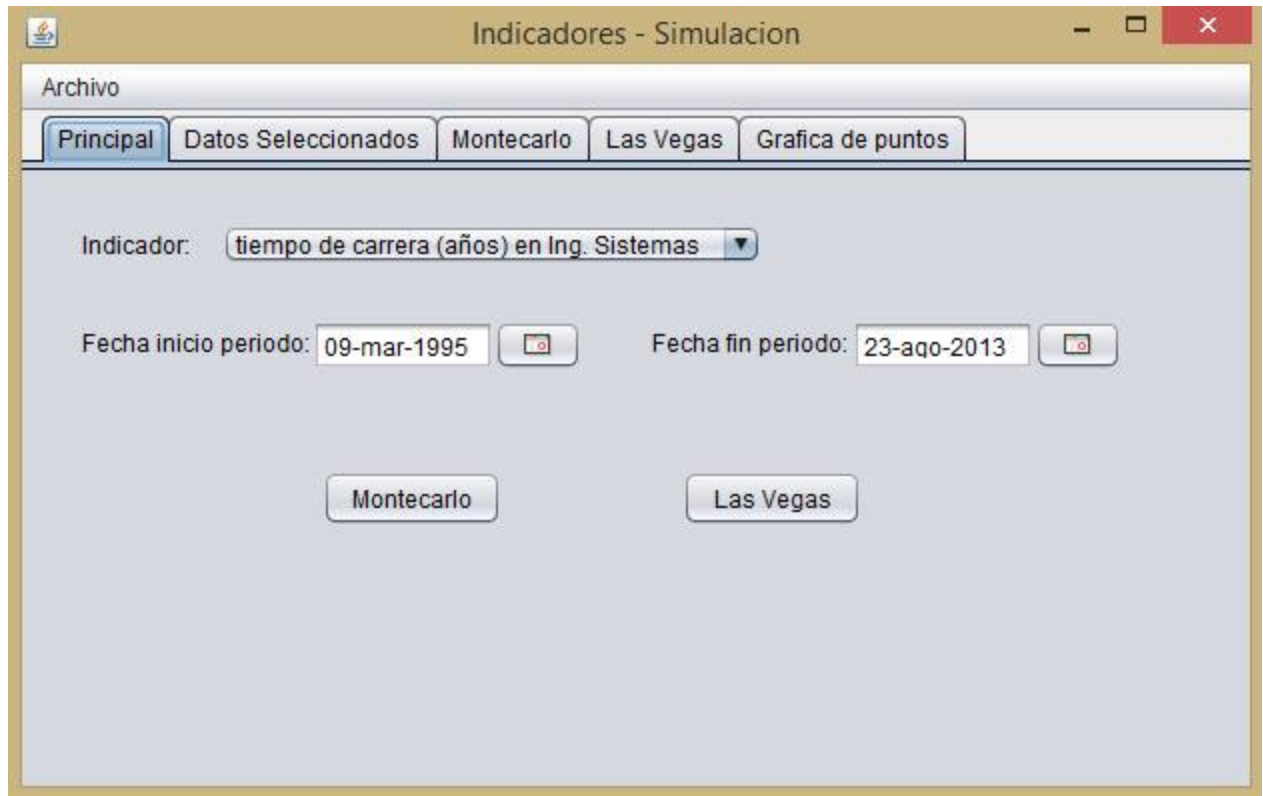 Indicadores - Simulacion
Archivo
Principal Datos Seleccionados Montecarlo Las Vegas Grafica de puntos
Indicador: tiempo de carrera (años) en Ing. Sistemas
Fecha inicio periodo: 09-mar-1995 Fecha fin periodo: 23-ago-2013
Montecarlo Las Vegas